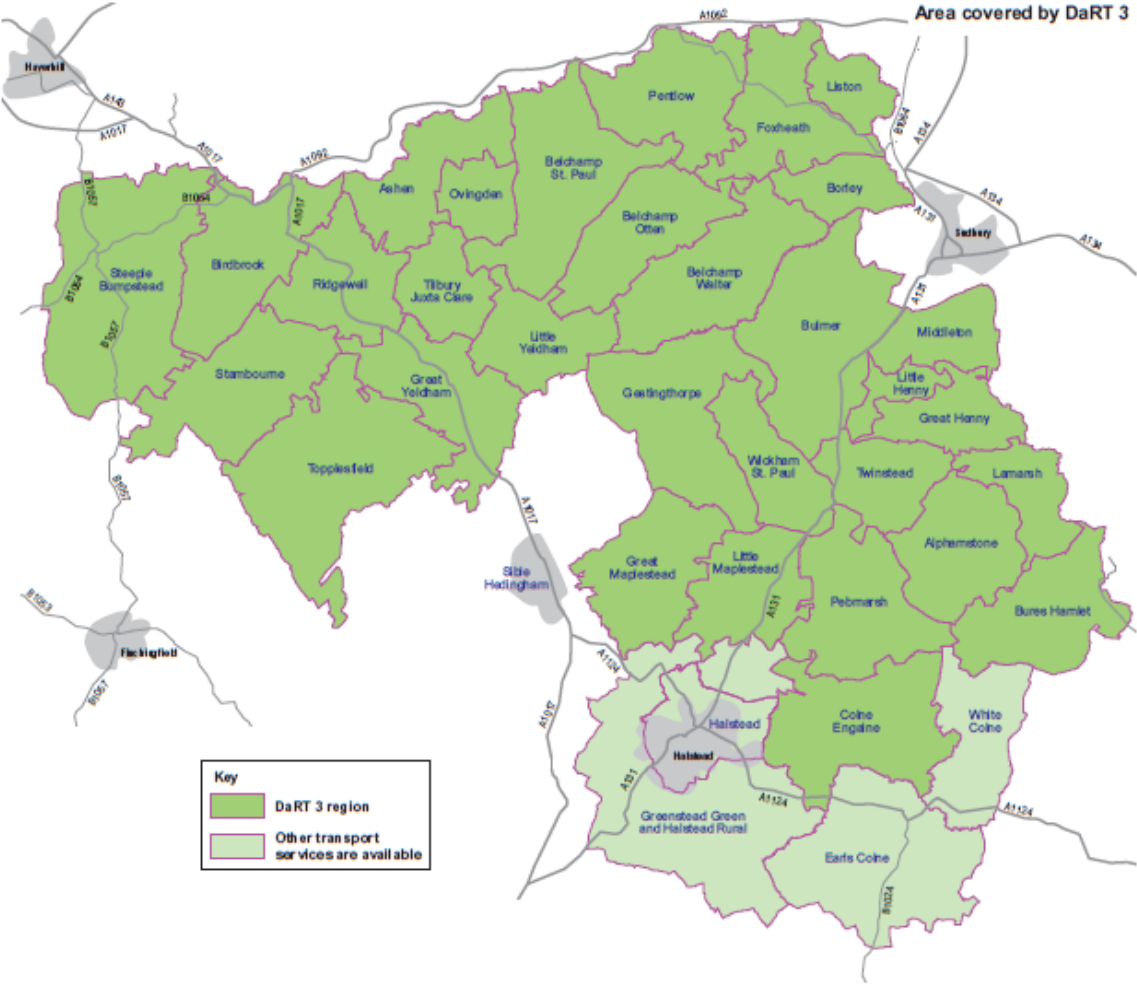 Area covered by DaRT 3
A1092
Haverhill
A143
A1017
A1017
A1092
B1064
A134
Pentlow
Liston
Foxheath
Belchamp
St. Paul
Ashen
Ovingden
Borley
A134
A131
Sudbury
A134
B1054
A1017
Belchamp
Otten
Birdbrook
Ridgewell
Tilbury
Juxta Clare
Belchamp
Walter
Steeple
Bumpstead
B1054
B1057
A131
Bulmer
Middleton
Little
Yeldham
Stambourne
Great
Yeldham
Gestingthorpe
Little
Henny
Great Henny
Topplesfield
Wickham
St. Paul
Twinstead
Lamarsh
B1057
A1017
Alphamstone
Sible
Hedingham
Great
Maplestead
Little
Maplestead
A131
Pebmarsh
Bures Hamlet
B1053
Finchingfield
B1057
A1124
A1017
Halstead
Halstead
Colne
Engaine
White
Colne
A131
A1124
A1124
Greenstead Green
and Halstead Rural
Earls Colne
B1024
Key
DaRT 3 region
Other transport
services are available